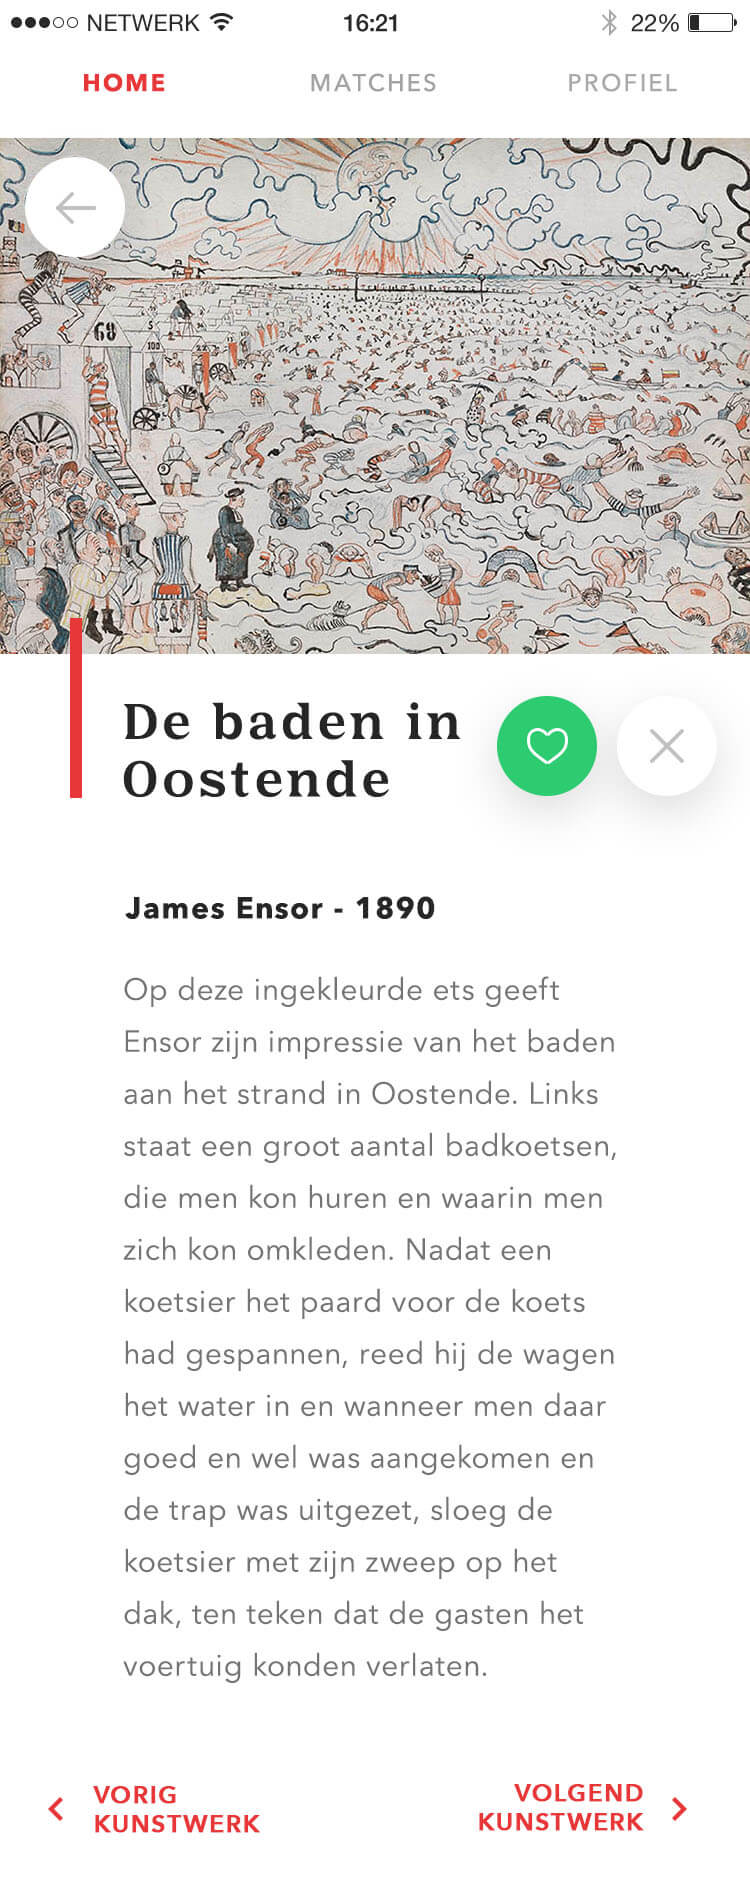 NETWERK 16:21 22%
HOME MATCHES PROFIEL
68
100
De baden in
Oostende
James Ensor - 1890
Op deze ingekleurde ets geeft
Ensor zijn impressie van het baden
aan het strand in Oostende. Links
staat een groot aantal badkoetsen,
die men kon huren en waarin men
zich kon omkleden. Nadat een
koetsier het paard voor de koets
had gespannen, reed hij de wagen
het water in en wanneer men daar
goed en wel was aangekomen en
de trap was uitgezet, sloeg de
koetsier met zijn zweep op het
dak, ten teken dat de gasten het
voertuig konden verlaten.
VORIG
KUNSTWERK
VOLGEND
KUNSTWERK